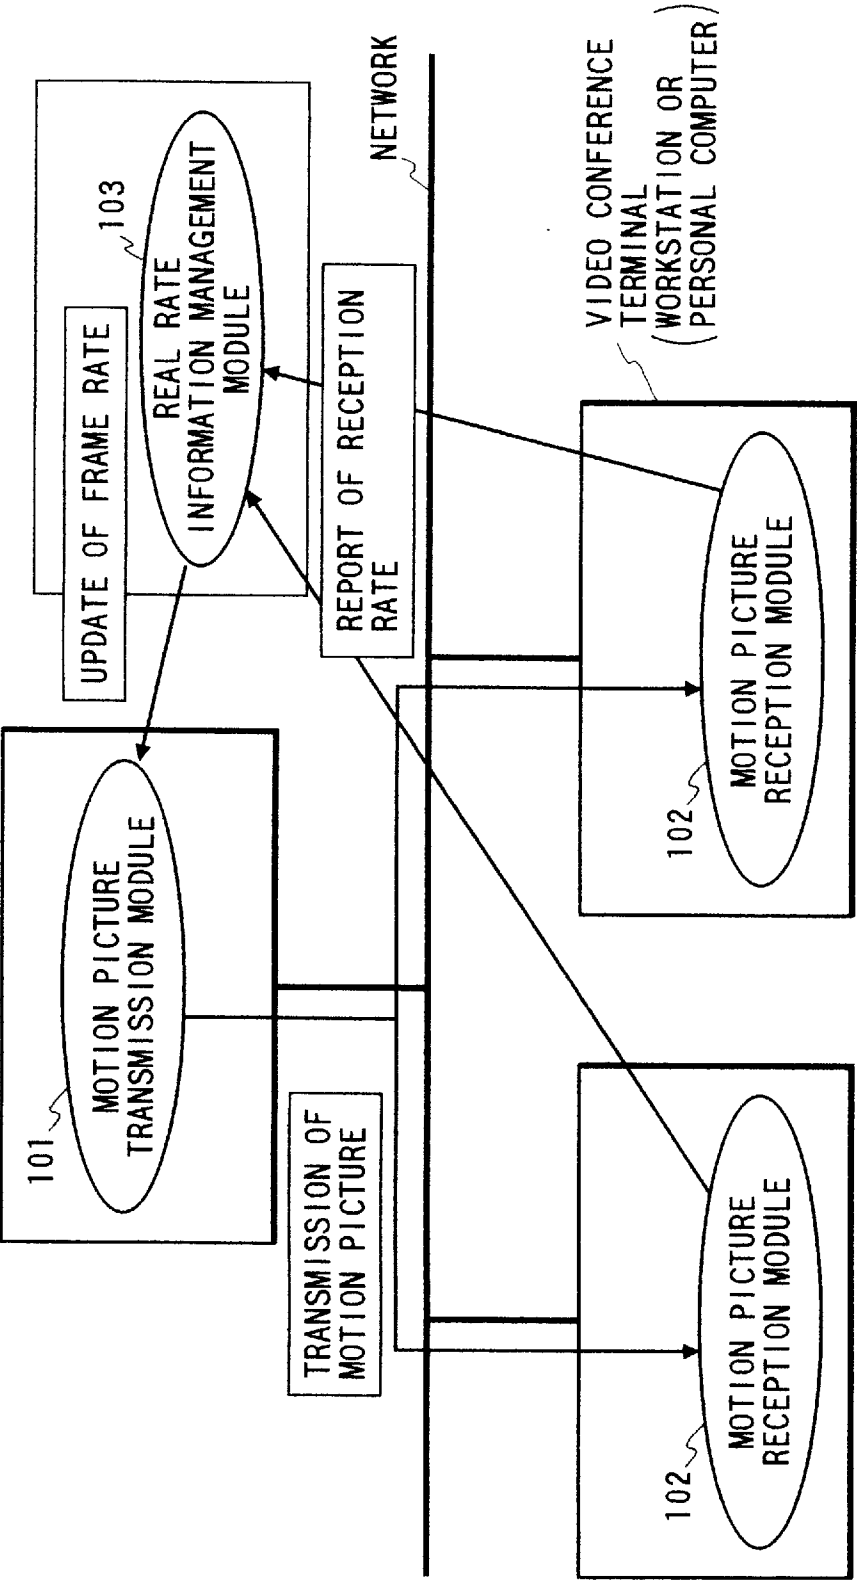 101
MOTION PICTURE
TRANSMISSION MODULE
UPDATE OF FRAME RATE
103
REAL RATE
INFORMATION MANAGEMENT
MODULE
TRANSMISSION OF
MOTION PICTURE
REPORT OF RECEPTION
RATE
NETWORK
102
MOTION PICTURE
RECEPTION MODULE
102
MOTION PICTURE
RECEPTION MODULE
VIDEO CONFERENCE
TERMINAL
(WORKSTATION OR
PERSONAL COMPUTER)